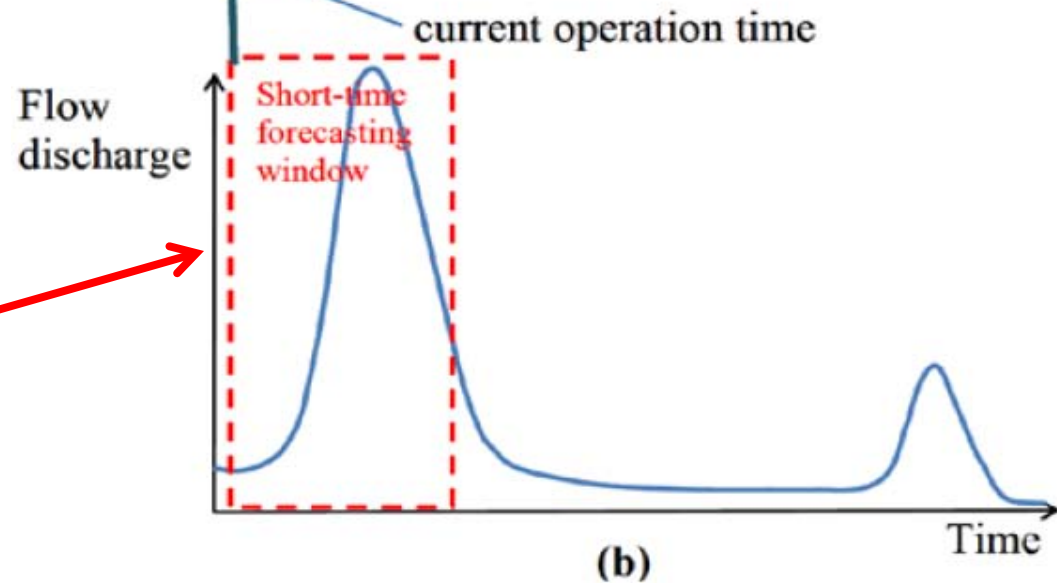 current operation time
Flow
discharge
Short-time
forecasting
window
Time
(b)